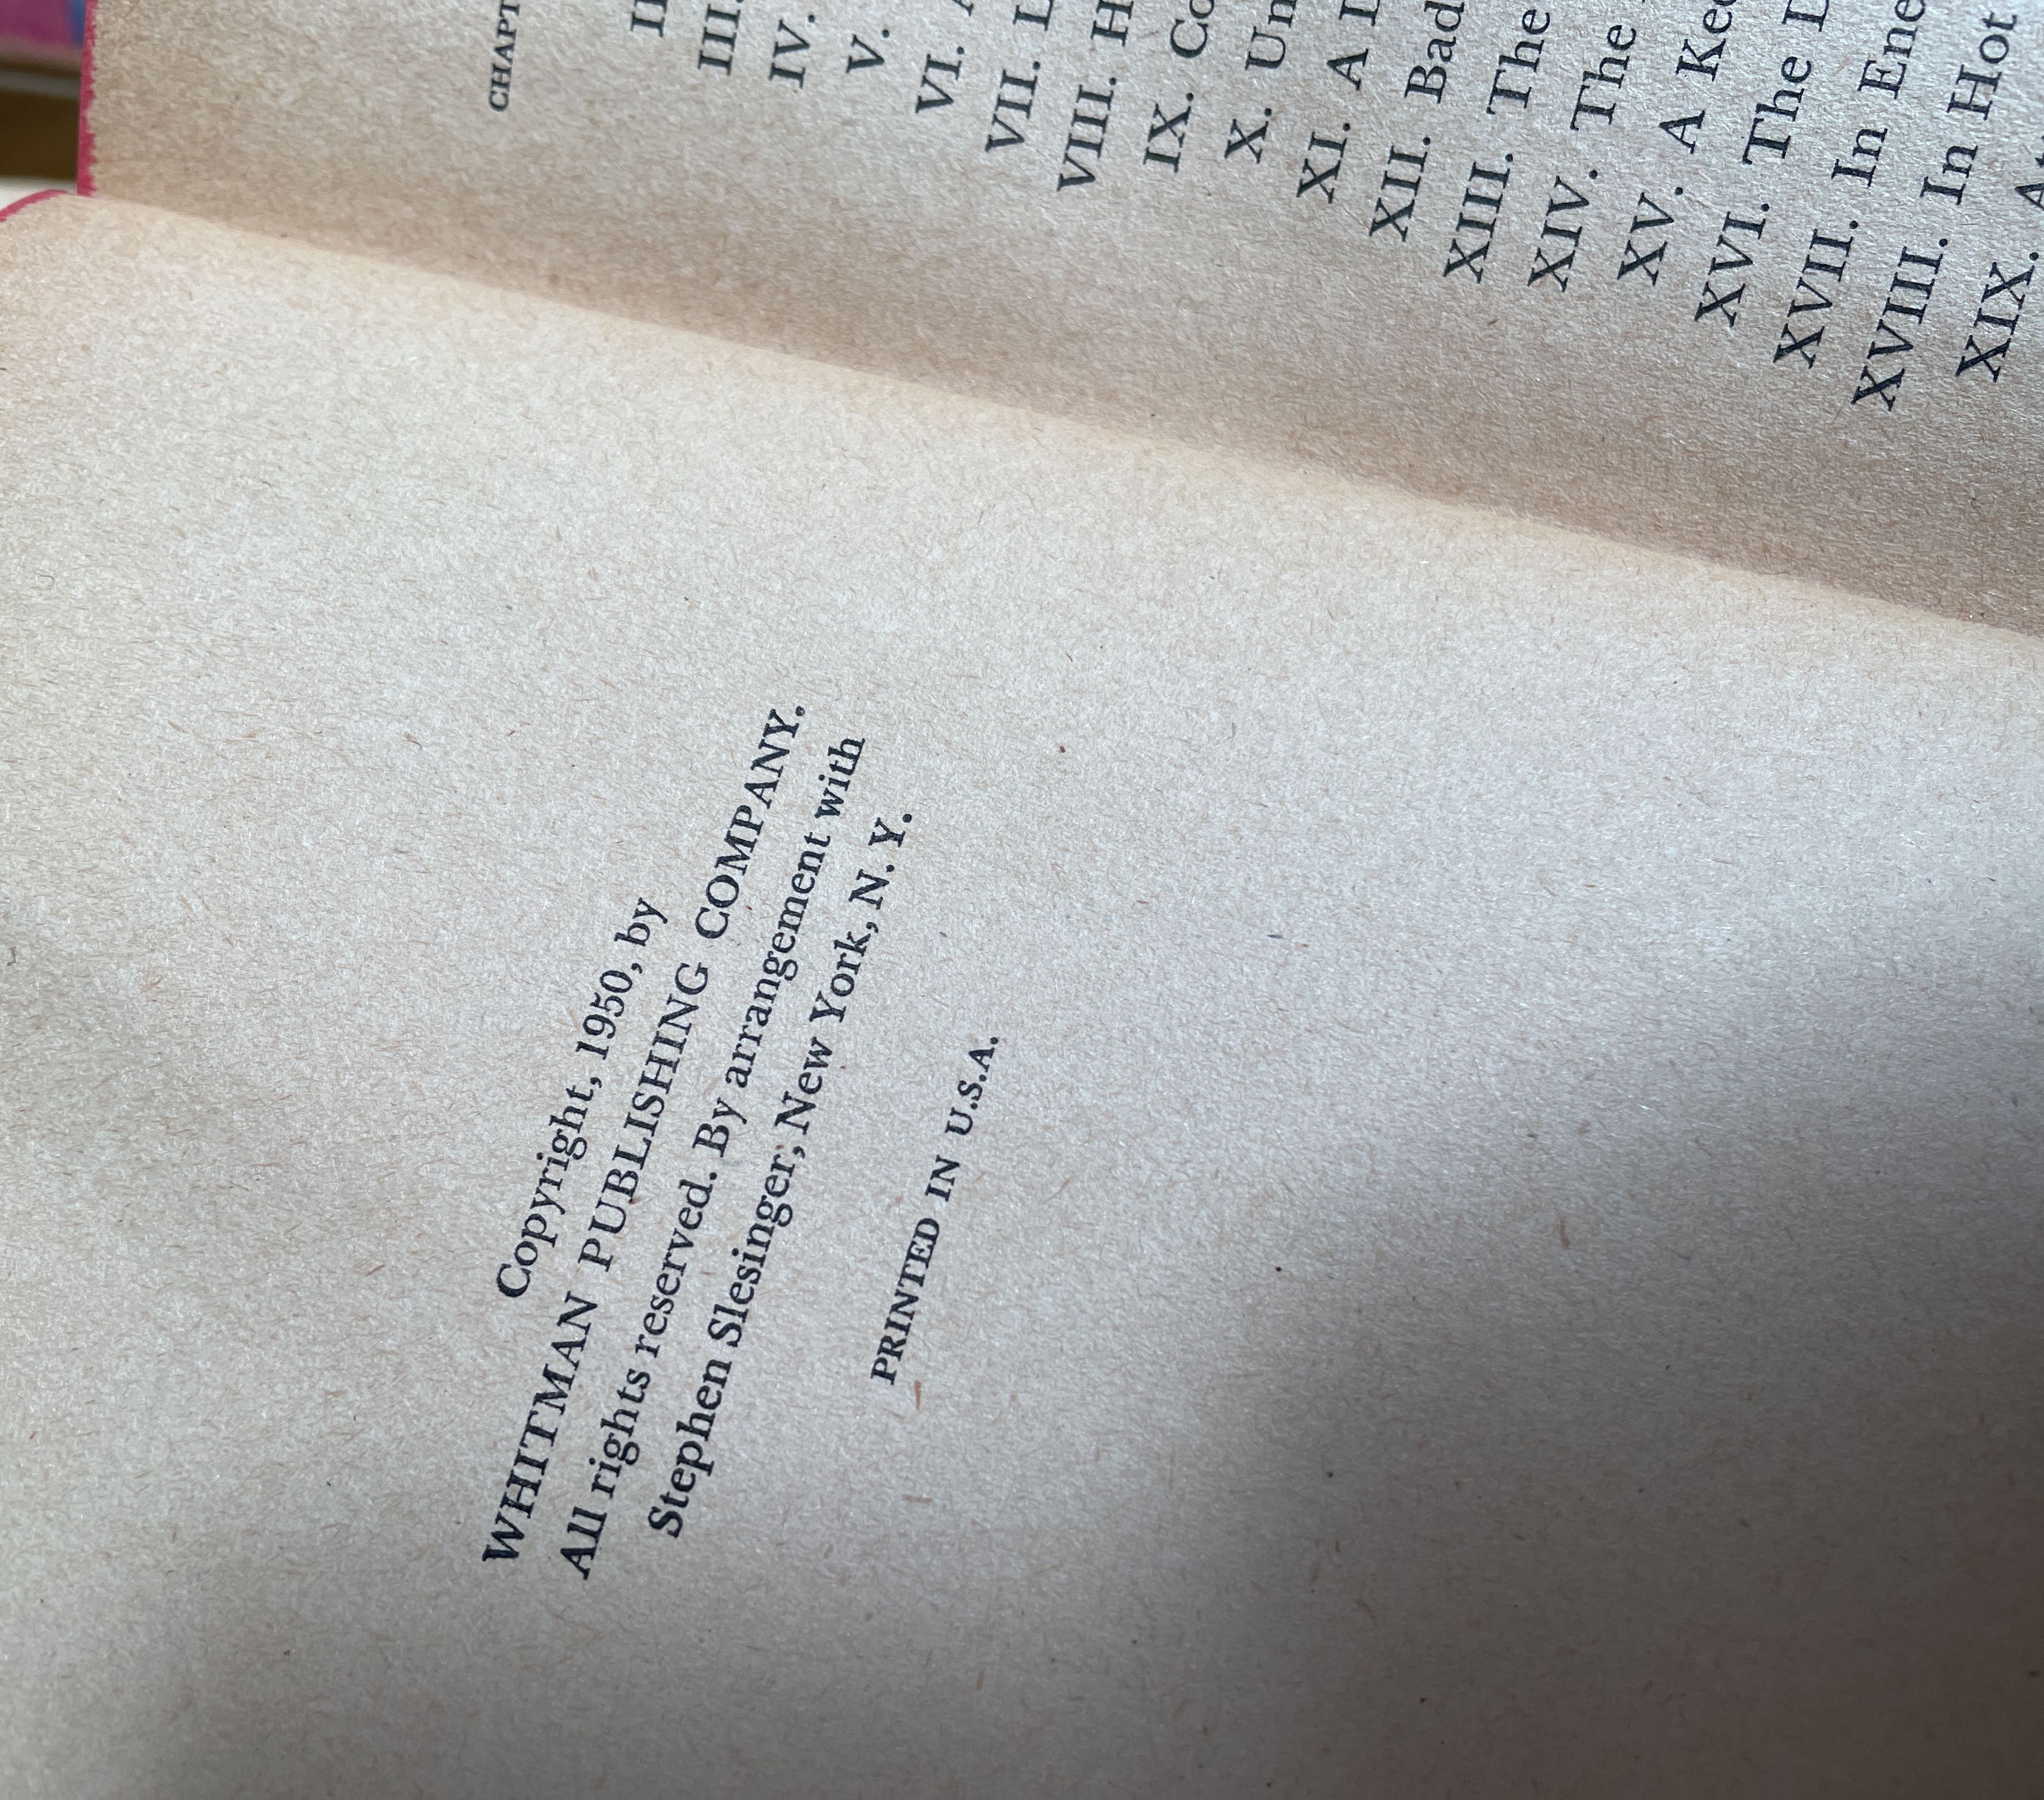 Copyright, 1950, by
WHITMAN PUBLISHING COMPANY.
All rights reserved. By arrangement with
Stephen Slesinger, New York, N. Y.
PRINTED IN U.S.A.
III.
IV.
V.
VI.
VII.
VIII.
IX.
X.
XI. A
XII. Bad
XIII. The
XIV. The
XV. A
XVI. The
XVII. In
XVIII. In Hot
XIX.